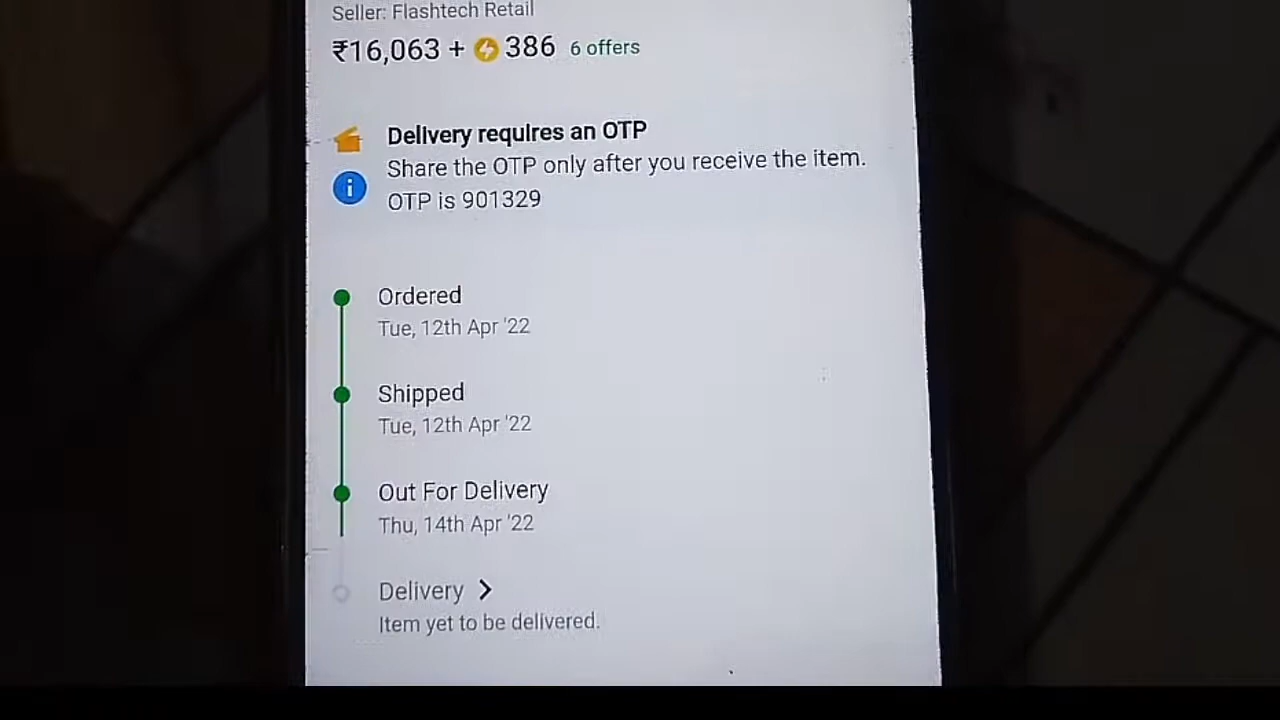 Seller: Flashtech Retail
₹16,063 + 386 6 offers
Delivery requires an OTP
Share the OTP only after you receive the item.
OTP is 901329
Ordered
Tue, 12th Apr '22
Shipped
Tue, 12th Apr '22
Out For Delivery
Thu, 14th Apr '22
Delivery
Item yet to be delivered.